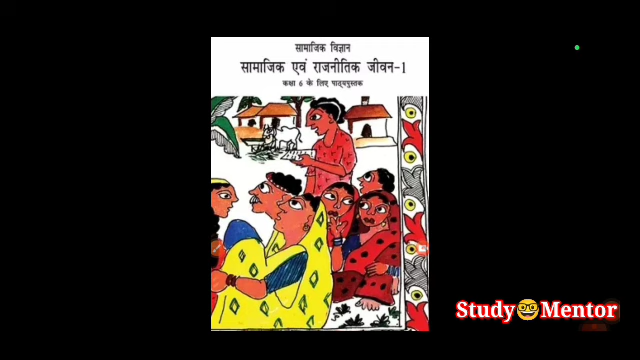 सामाजिक विज्ञान
सामाजिक एवं राजनीतिक जीवन-1
कक्षा 6 के लिए पाठ्यपुस्तक
Study🤓Mentor